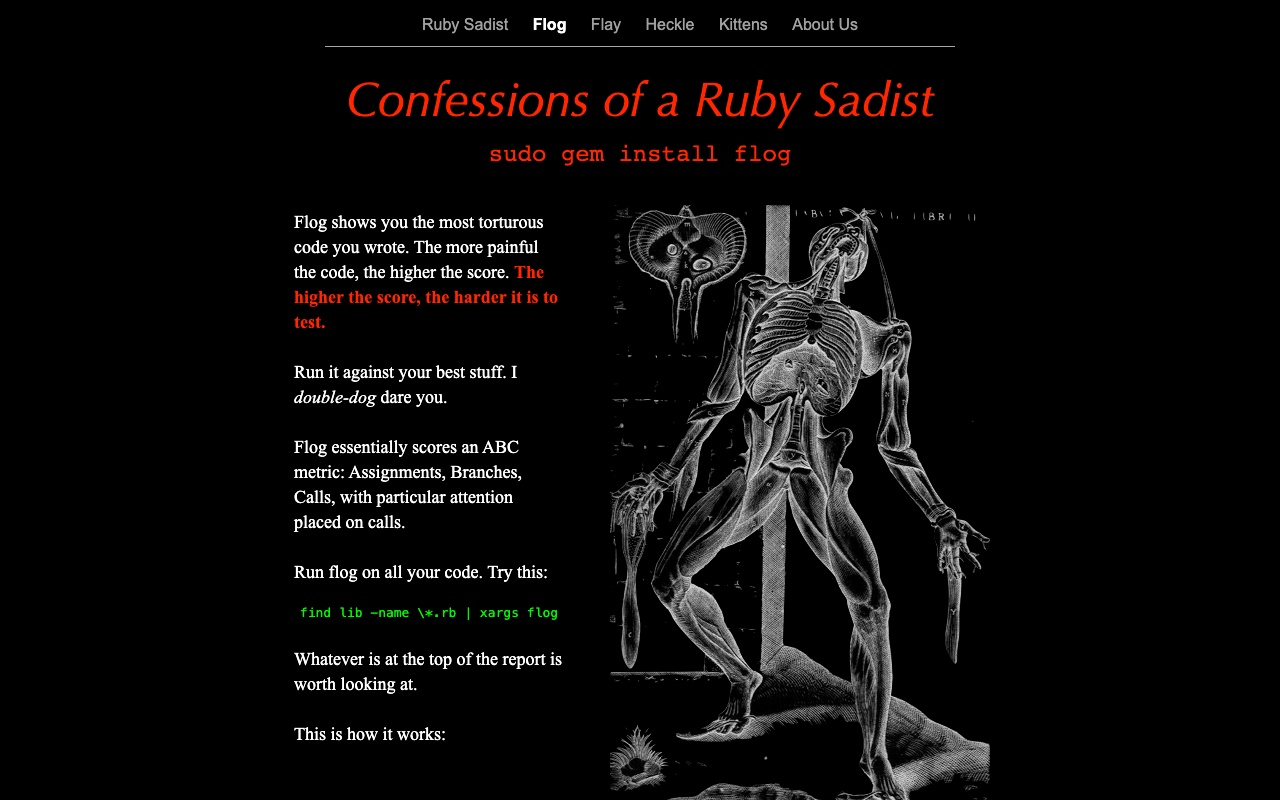 Ruby Sadist Flog Flay Heckle Kittens About Us
Confessions of a Ruby Sadist
sudo gem install flog
Flog shows you the most torturous
code you wrote. The more painful
the code, the higher the score. The
higher the score, the harder it is to
test.
Run it against your best stuff. I
double-dog dare you.
Flog essentially scores an ABC
metric: Assignments, Branches,
Calls, with particular attention
placed on calls.
Run flog on all your code. Try this:
find lib -name \*.rb | xargs flog
Whatever is at the top of the report is
worth looking at.
This is how it works: